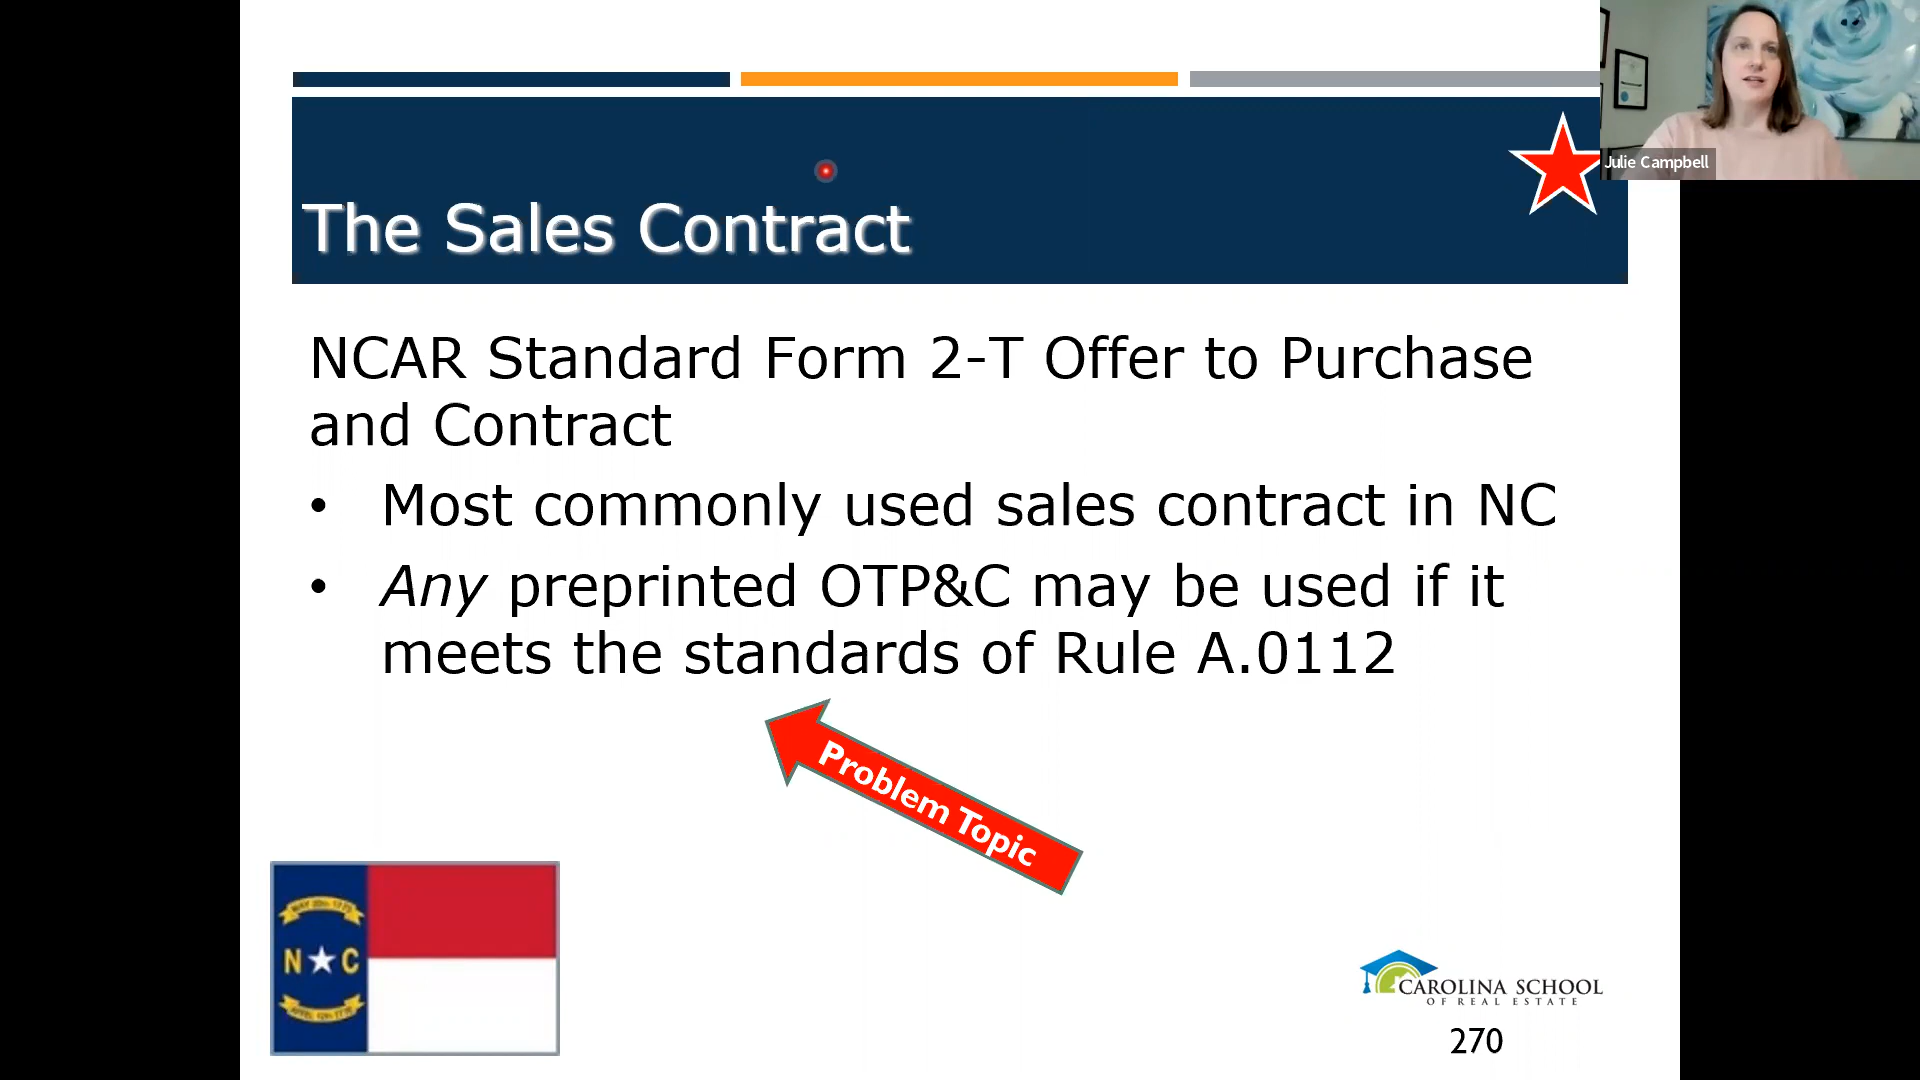 Julie Campbell
The Sales Contract
NCAR Standard Form 2-T Offer to Purchase
and Contract
• Most commonly used sales contract in NC
• Any preprinted OTP&C may be used if it
meets the standards of Rule A.0112
Problem Topic
N C
CAROLINA SCHOOL
OF REAL ESTATE
270